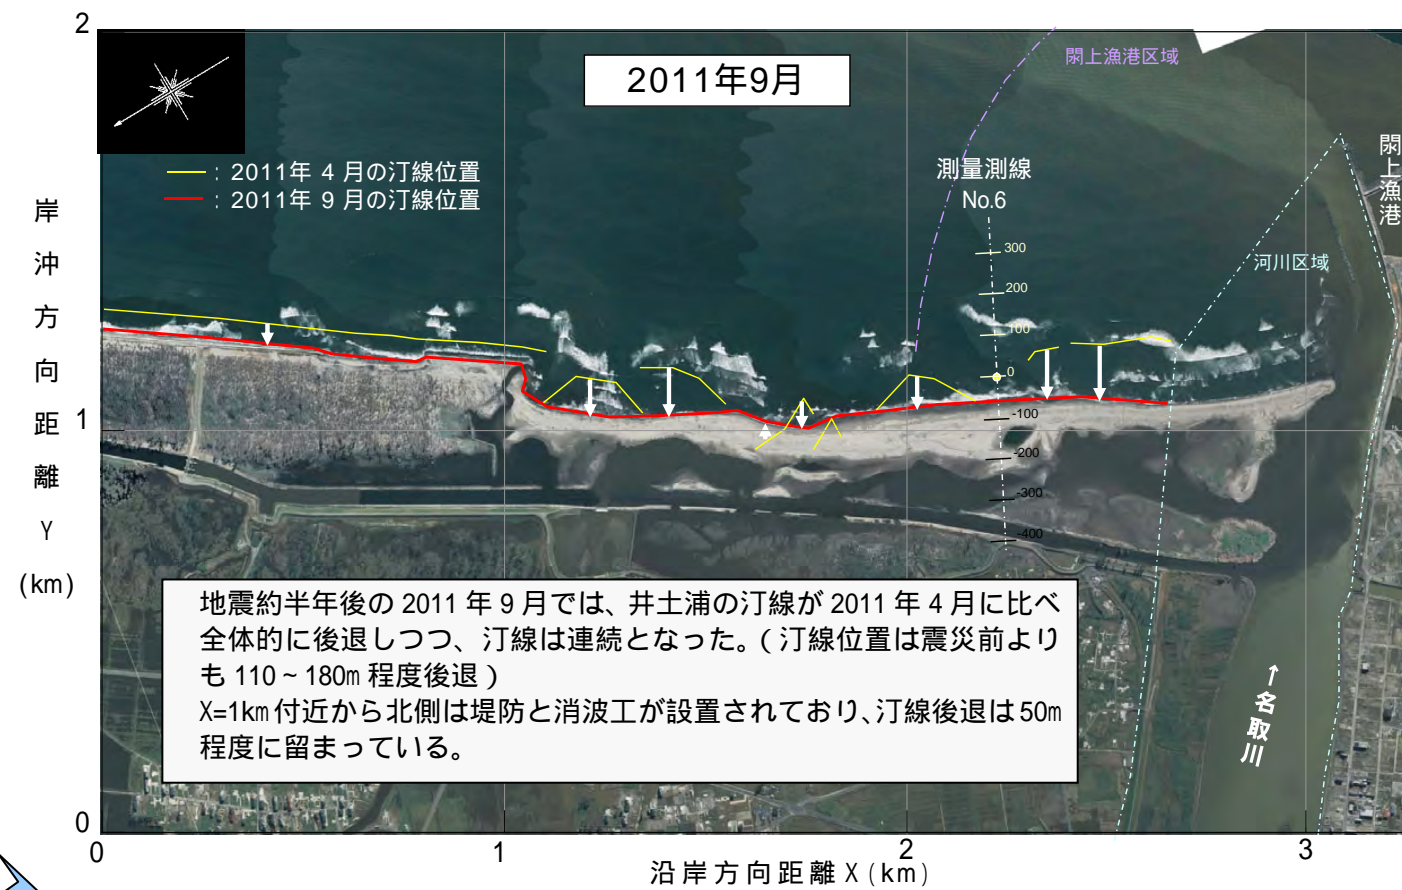 2
2011年9月
閖上漁港区域
: 2011年 4 月の汀線位置
: 2011年 9 月の汀線位置
測量測線
No.6
閖上漁港
河川区域
300
200
100
0
-100
-200
-300
-400
岸沖方向距離Y
(km)
1
地震約半年後の 2011 年 9 月では、井土浦の汀線が 2011 年 4 月に比べ
全体的に後退しつつ、汀線は連続となった。(汀線位置は震災前より
も 110~180m 程度後退)
X=1km 付近から北側は堤防と消波工が設置されており、汀線後退は 50m
程度に留まっている。
↑名取川
0
0
1
2
3
沿岸方向距離 X (km)